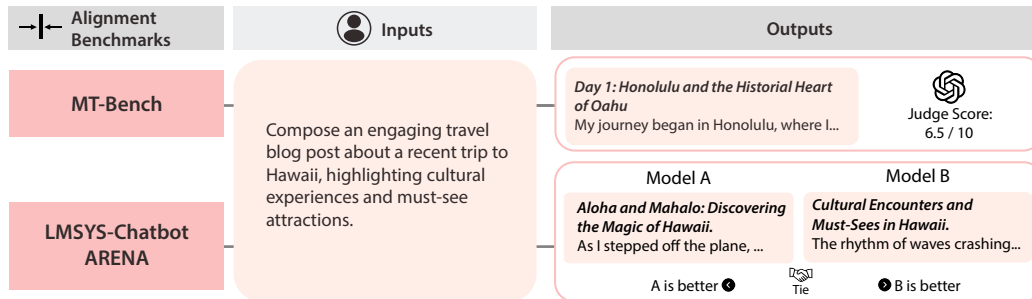 Alignment
Benchmarks
Inputs
Outputs
MT-Bench
Compose an engaging travel
blog post about a recent trip to
Hawaii, highlighting cultural
experiences and must-see
attractions.
Day 1: Honolulu and the Historial Heart
of Oahu
My journey began in Honolulu, where I...
Judge Score:
6.5 / 10
LMSYS-Chatbot
ARENA
Model A
Aloha and Mahalo: Discovering
the Magic of Hawaii.
As I stepped off the plane, ...
Model B
Cultural Encounters and
Must-Sees in Hawaii.
The rhythm of waves crashing...
A is better
Tie
B is better